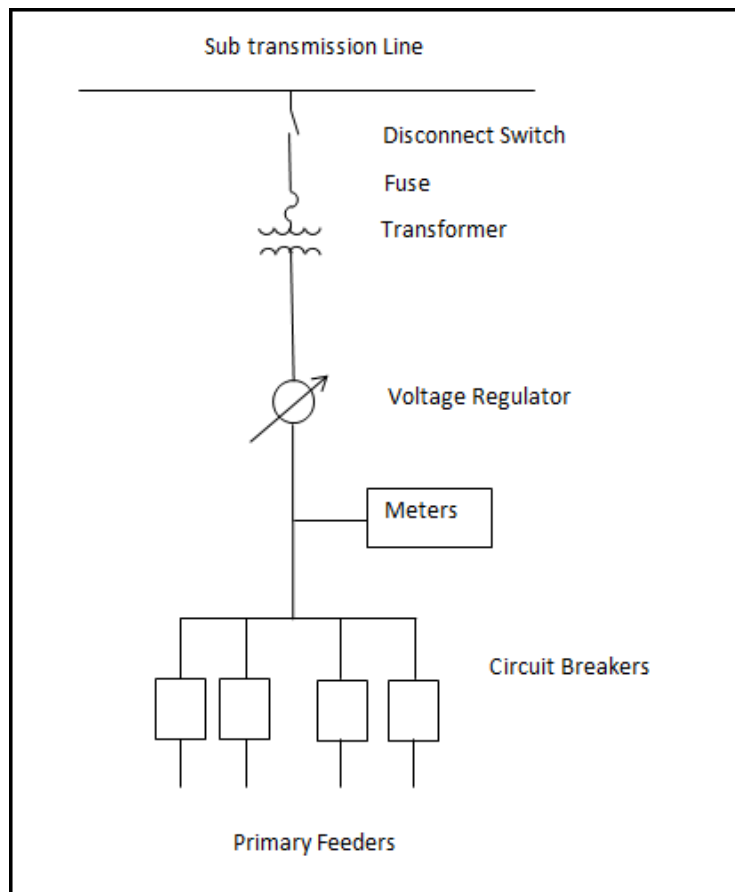 Sub transmission Line
Disconnect Switch
Fuse
Transformer
Voltage Regulator
Meters
Circuit Breakers
Primary Feeders